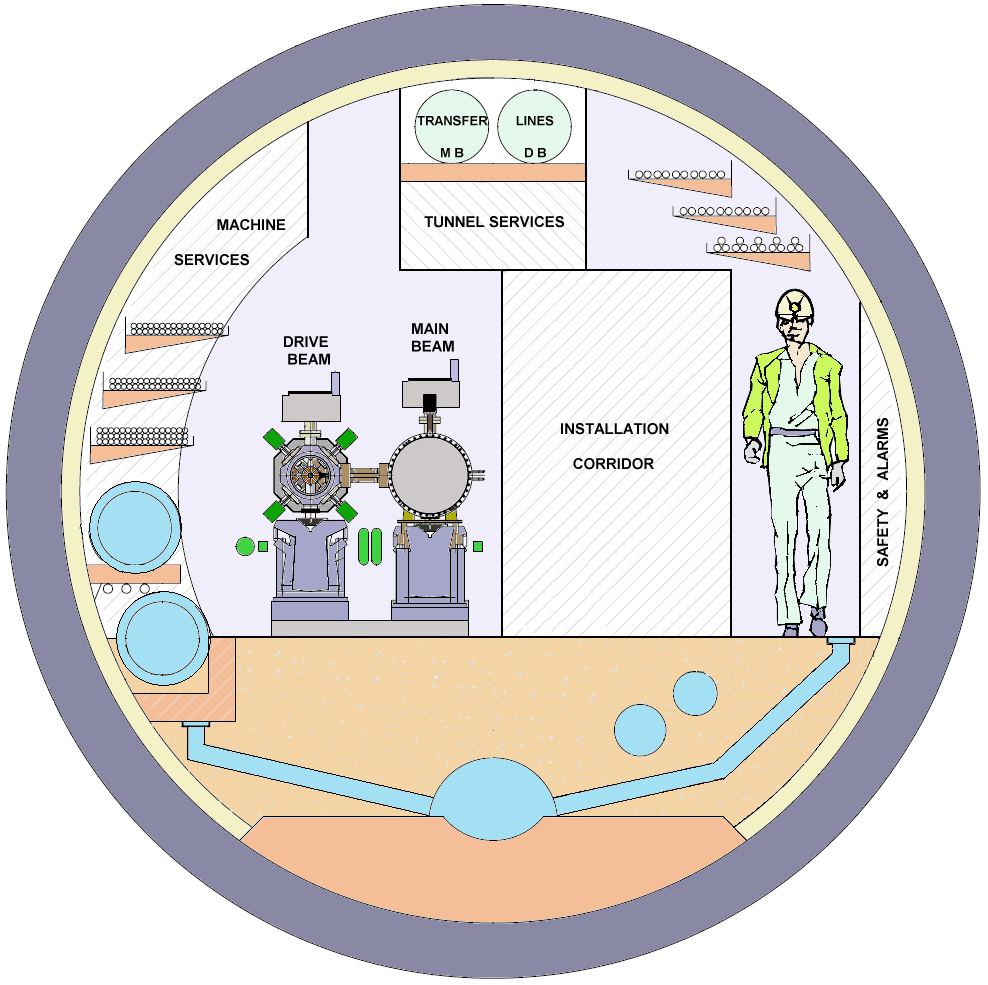 TRANSFER
M B
LINES
D B
TUNNEL SERVICES
MACHINE
SERVICES
DRIVE
BEAM
MAIN
BEAM
INSTALLATION
CORRIDOR
SAFETY & ALARMS